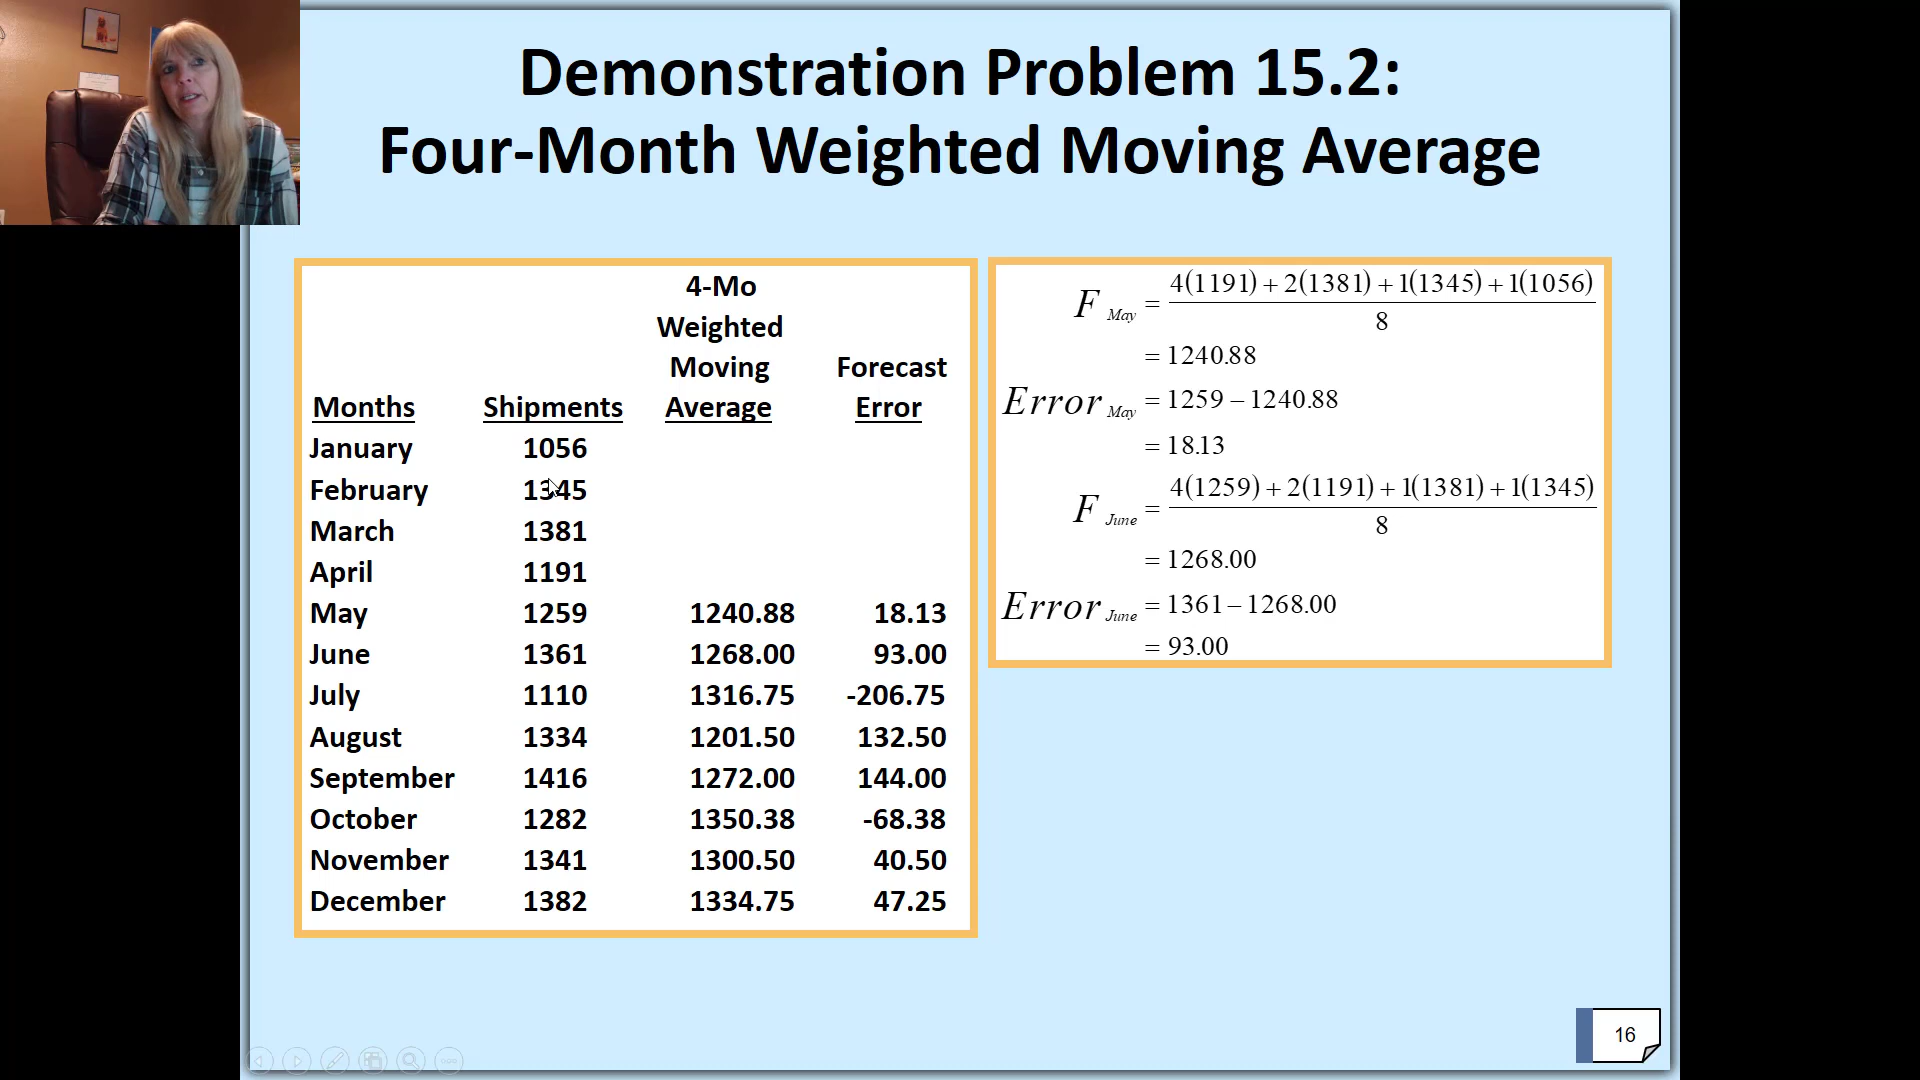 Demonstration Problem 15.2:
Four-Month Weighted Moving Average
4-Mo
Weighted
Moving Forecast
Months Shipments Average Error
January 1056
February 1345
March 1381
April 1191
May 1259 1240.88 18.13
June 1361 1268.00 93.00
July 1110 1316.75 -206.75
August 1334 1201.50 132.50
September 1416 1272.00 144.00
October 1282 1350.38 -68.38
November 1341 1300.50 40.50
December 1382 1334.75 47.25
F May = 4(1191) + 2(1381) + 1(1345) + 1(1056)
8
= 1240.88
Error May = 1259 – 1240.88
= 18.13
F June = 4(1259) + 2(1191) + 1(1381) + 1(1345)
8
= 1268.00
Error June = 1361 – 1268.00
= 93.00
16